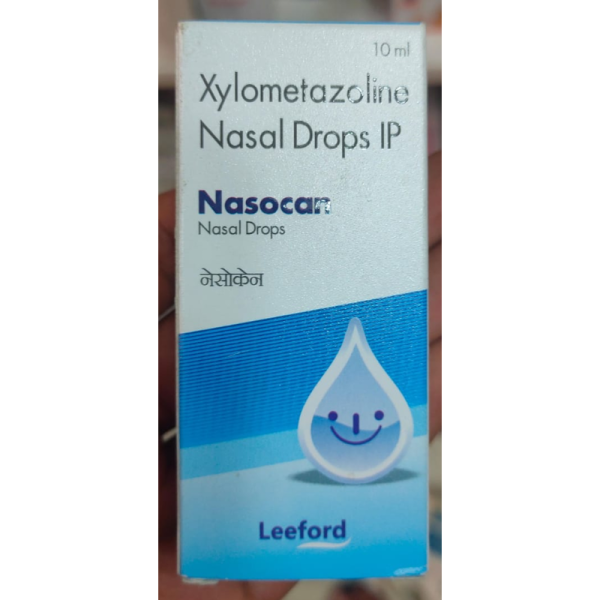 10 ml
Xylometazoline
Nasal Drops IP
Nasocan
Nasal Drops
नेसोकेन
Leeford